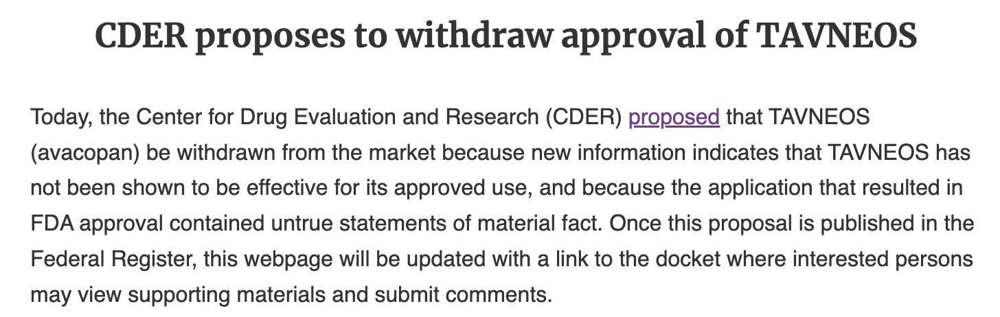 CDER proposes to withdraw approval of TAVNEOS
Today, the Center for Drug Evaluation and Research (CDER) proposed that TAVNEOS
(avacopan) be withdrawn from the market because new information indicates that TAVNEOS has
not been shown to be effective for its approved use, and because the application that resulted in
FDA approval contained untrue statements of material fact. Once this proposal is published in the
Federal Register, this webpage will be updated with a link to the docket where interested persons
may view supporting materials and submit comments.